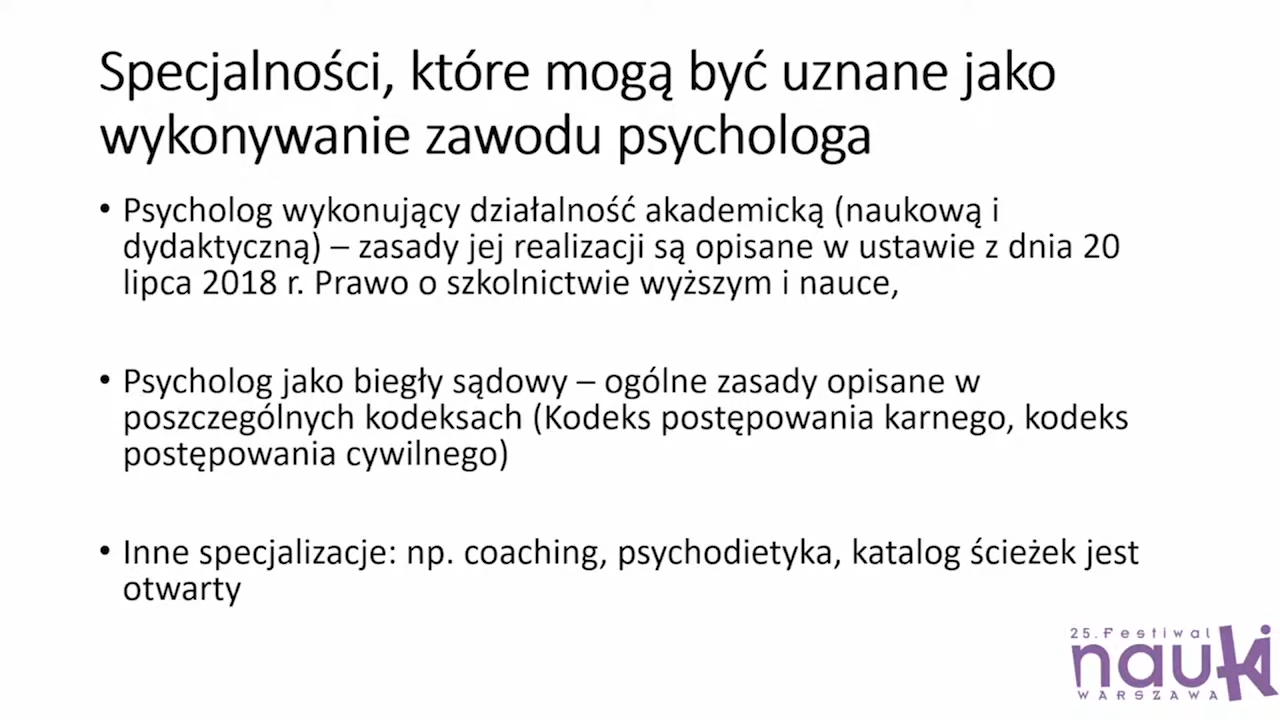 Specjalności, które mogą być uznane jako
wykonywanie zawodu psychologa
• Psycholog wykonujący działalność akademicką (naukową i
dydaktyczną) – zasady jej realizacji są opisane w ustawie z dnia 20
lipca 2018 r. Prawo o szkolnictwie wyższym i nauce,
• Psycholog jako biegły sądowy – ogólne zasady opisane w
poszczególnych kodeksach (Kodeks postępowania karnego, kodeks
postępowania cywilnego)
• Inne specjalizacje: np. coaching, psychodietyka, katalog ścieżek jest
otwarty
25. Festiwal
nauki
WARSZAWA